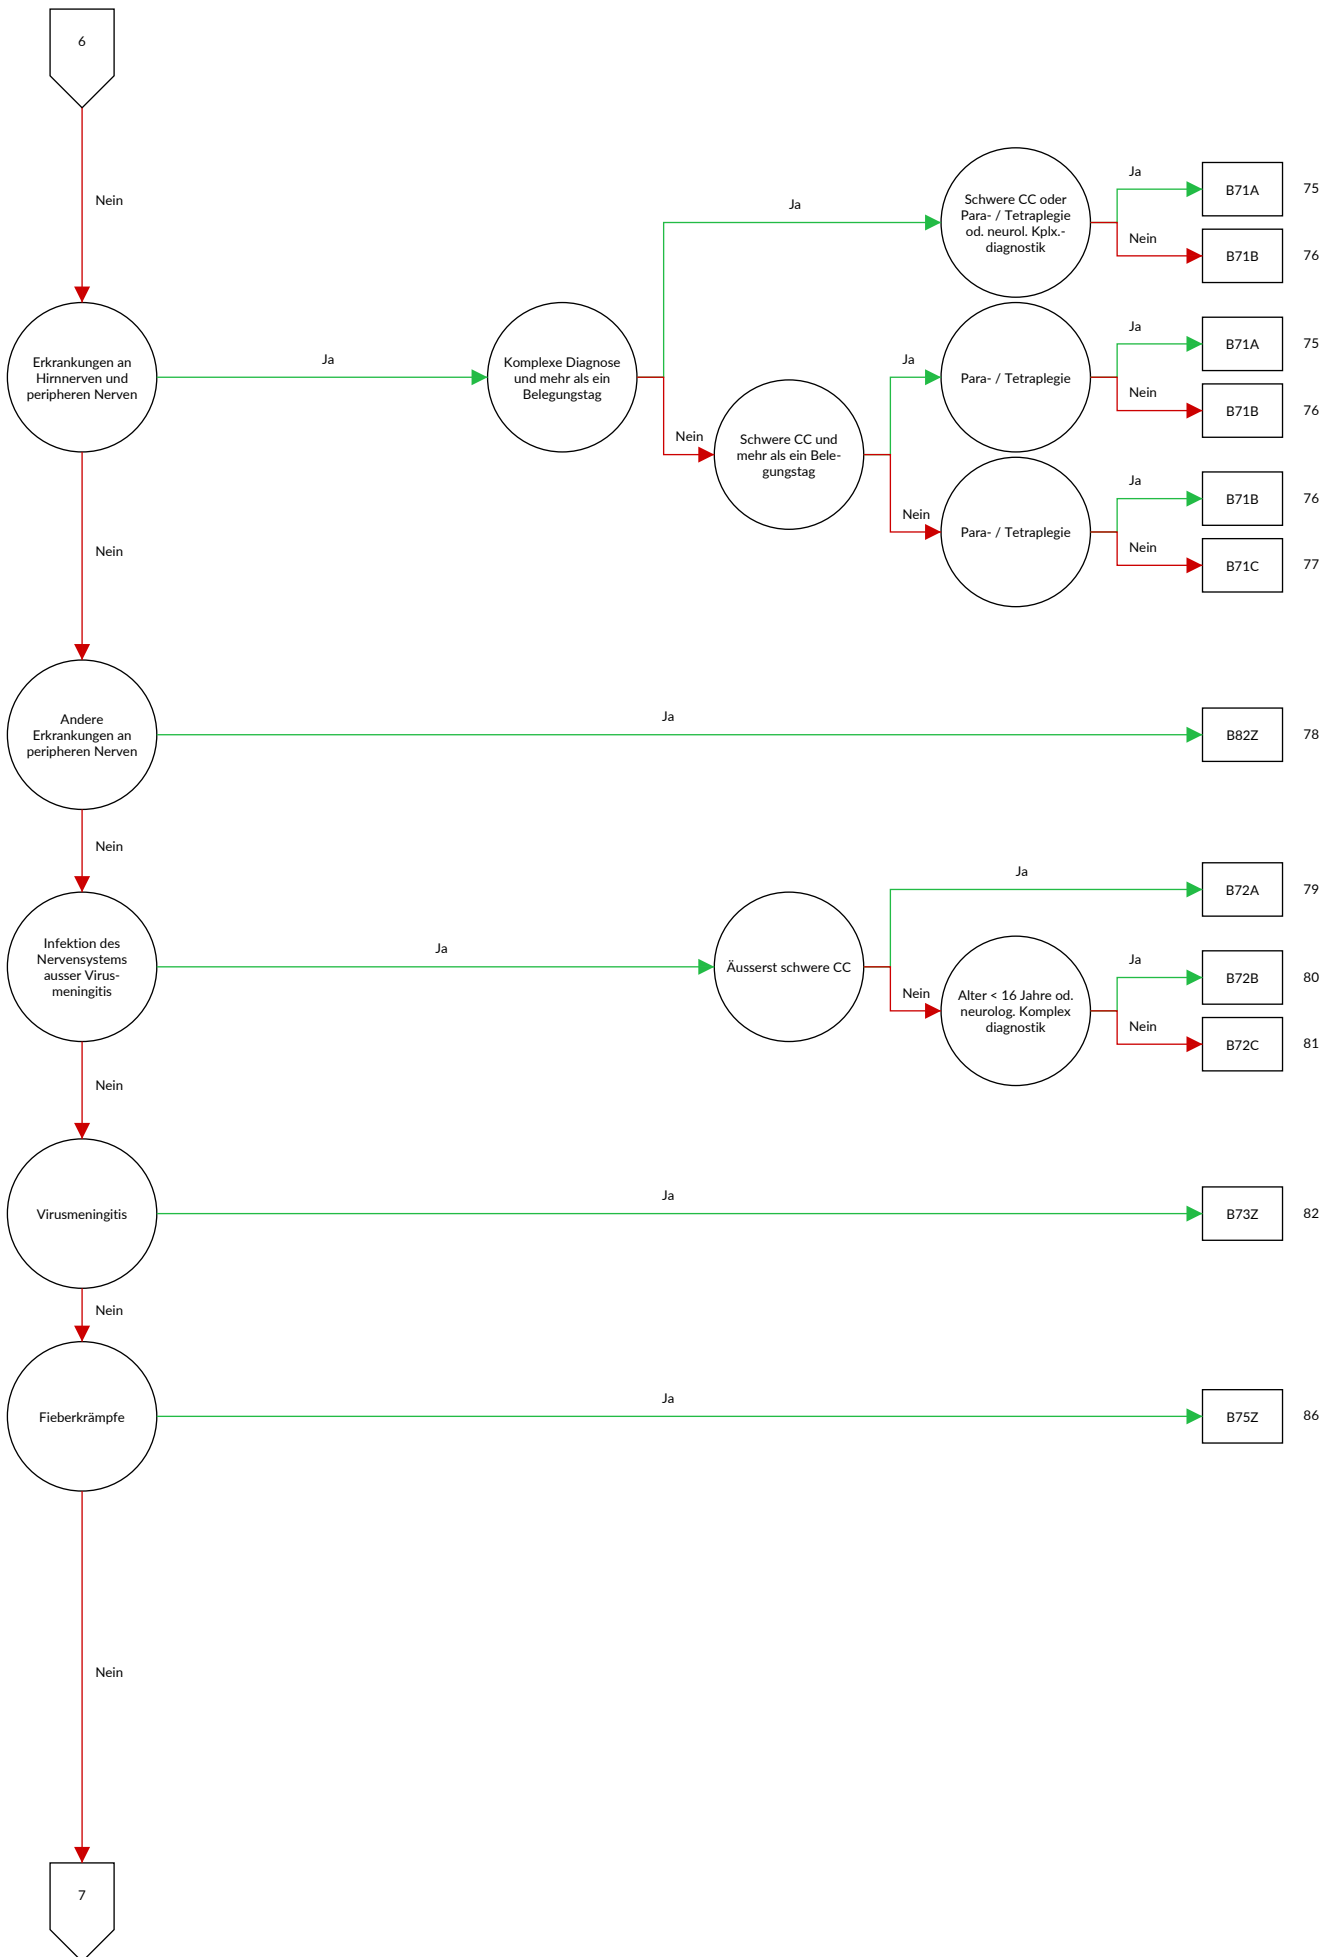 6
Nein
Erkrankungen an
Hirnnerven und
peripheren Nerven
Ja
Komplexe Diagnose
und mehr als ein
Belegungstag
Ja
Schwere CC oder
Para- / Tetraplegie
od. neurol. Kplx.-
diagnostik
Ja
B71A
75
Nein
B71B
76
Nein
Schwere CC und
mehr als ein Bele-
gungstag
Ja
Para- / Tetraplegie
Ja
B71A
75
Nein
B71B
76
Nein
Para- / Tetraplegie
Ja
B71B
76
Nein
B71C
77
Nein
Andere
Erkrankungen an
peripheren Nerven
Ja
B82Z
78
Nein
Infektion des
Nervensystems
ausser Virus-
meningitis
Ja
Äusserst schwere CC
Ja
B72A
79
Nein
Alter < 16 Jahre od.
neurolog. Komplex
diagnostik
Ja
B72B
80
Nein
B72C
81
Nein
Virusmeningitis
Ja
B73Z
82
Nein
Fieberkrämpfe
Ja
B75Z
86
Nein
7